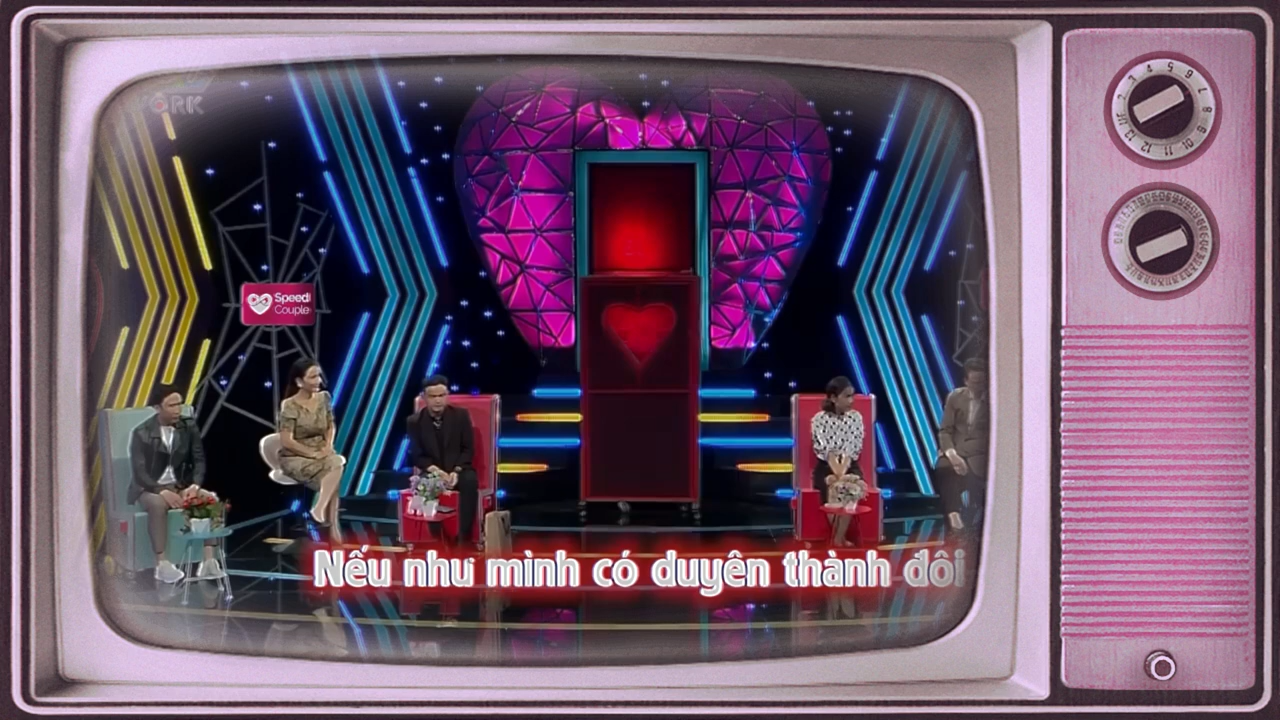 Speed
Couple
Nếu như mình có duyên thành đôi